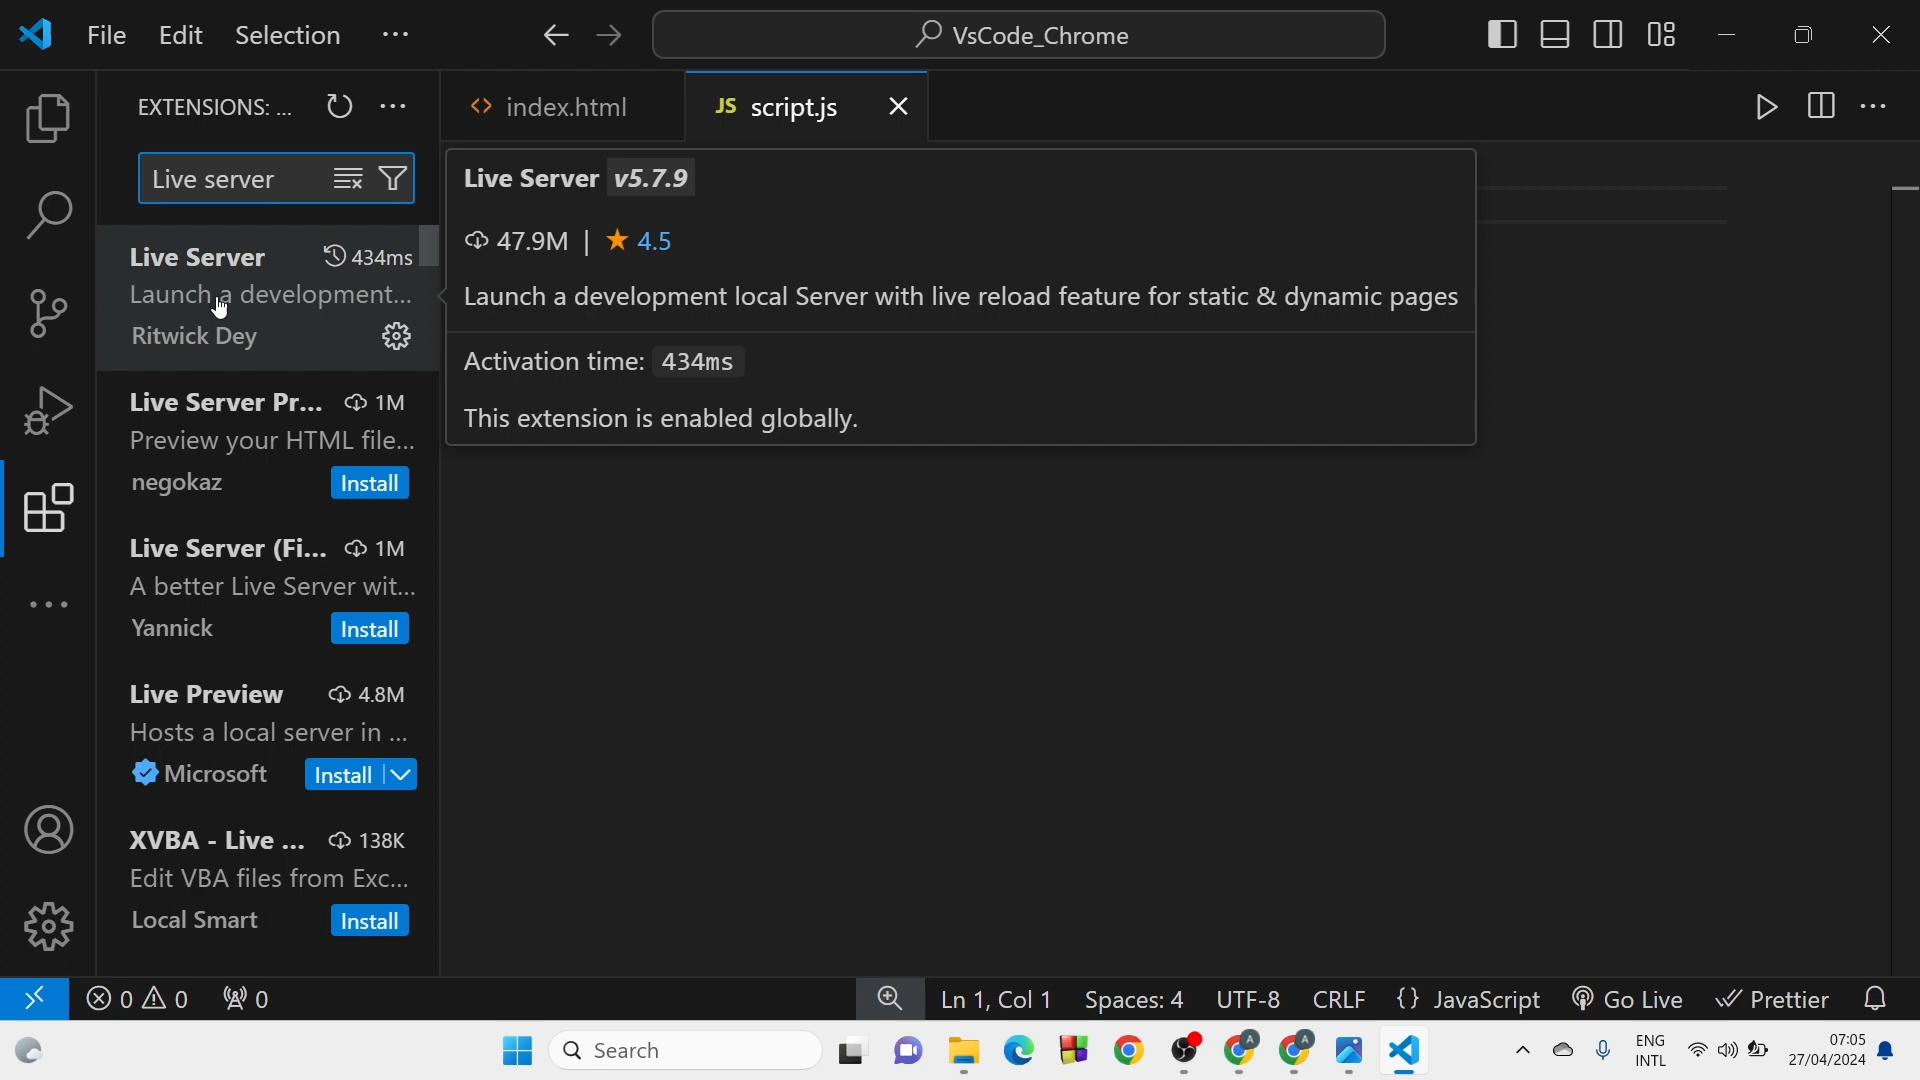 File Edit Selection ···
VsCode_Chrome
EXTENSIONS: ...
index.html
JS script.js
Live server
Live Server 434ms
Launch a development...
Ritwick Dey
Live Server v5.7.9
47.9M | 4.5
Launch a development local Server with live reload feature for static & dynamic pages
Activation time: 434ms
This extension is enabled globally.
Live Server Pr... 1M
Preview your HTML file...
negokaz Install
Live Server (Fi... 1M
A better Live Server wit...
Yannick Install
Live Preview 4.8M
Hosts a local server in ...
Microsoft Install
XVBA - Live ... 138K
Edit VBA files from Exc...
Local Smart Install
0 0 0
Ln 1, Col 1 Spaces: 4 UTF-8 CRLF {} JavaScript Go Live Prettier
Search
ENG
INTL
07:05
27/04/2024